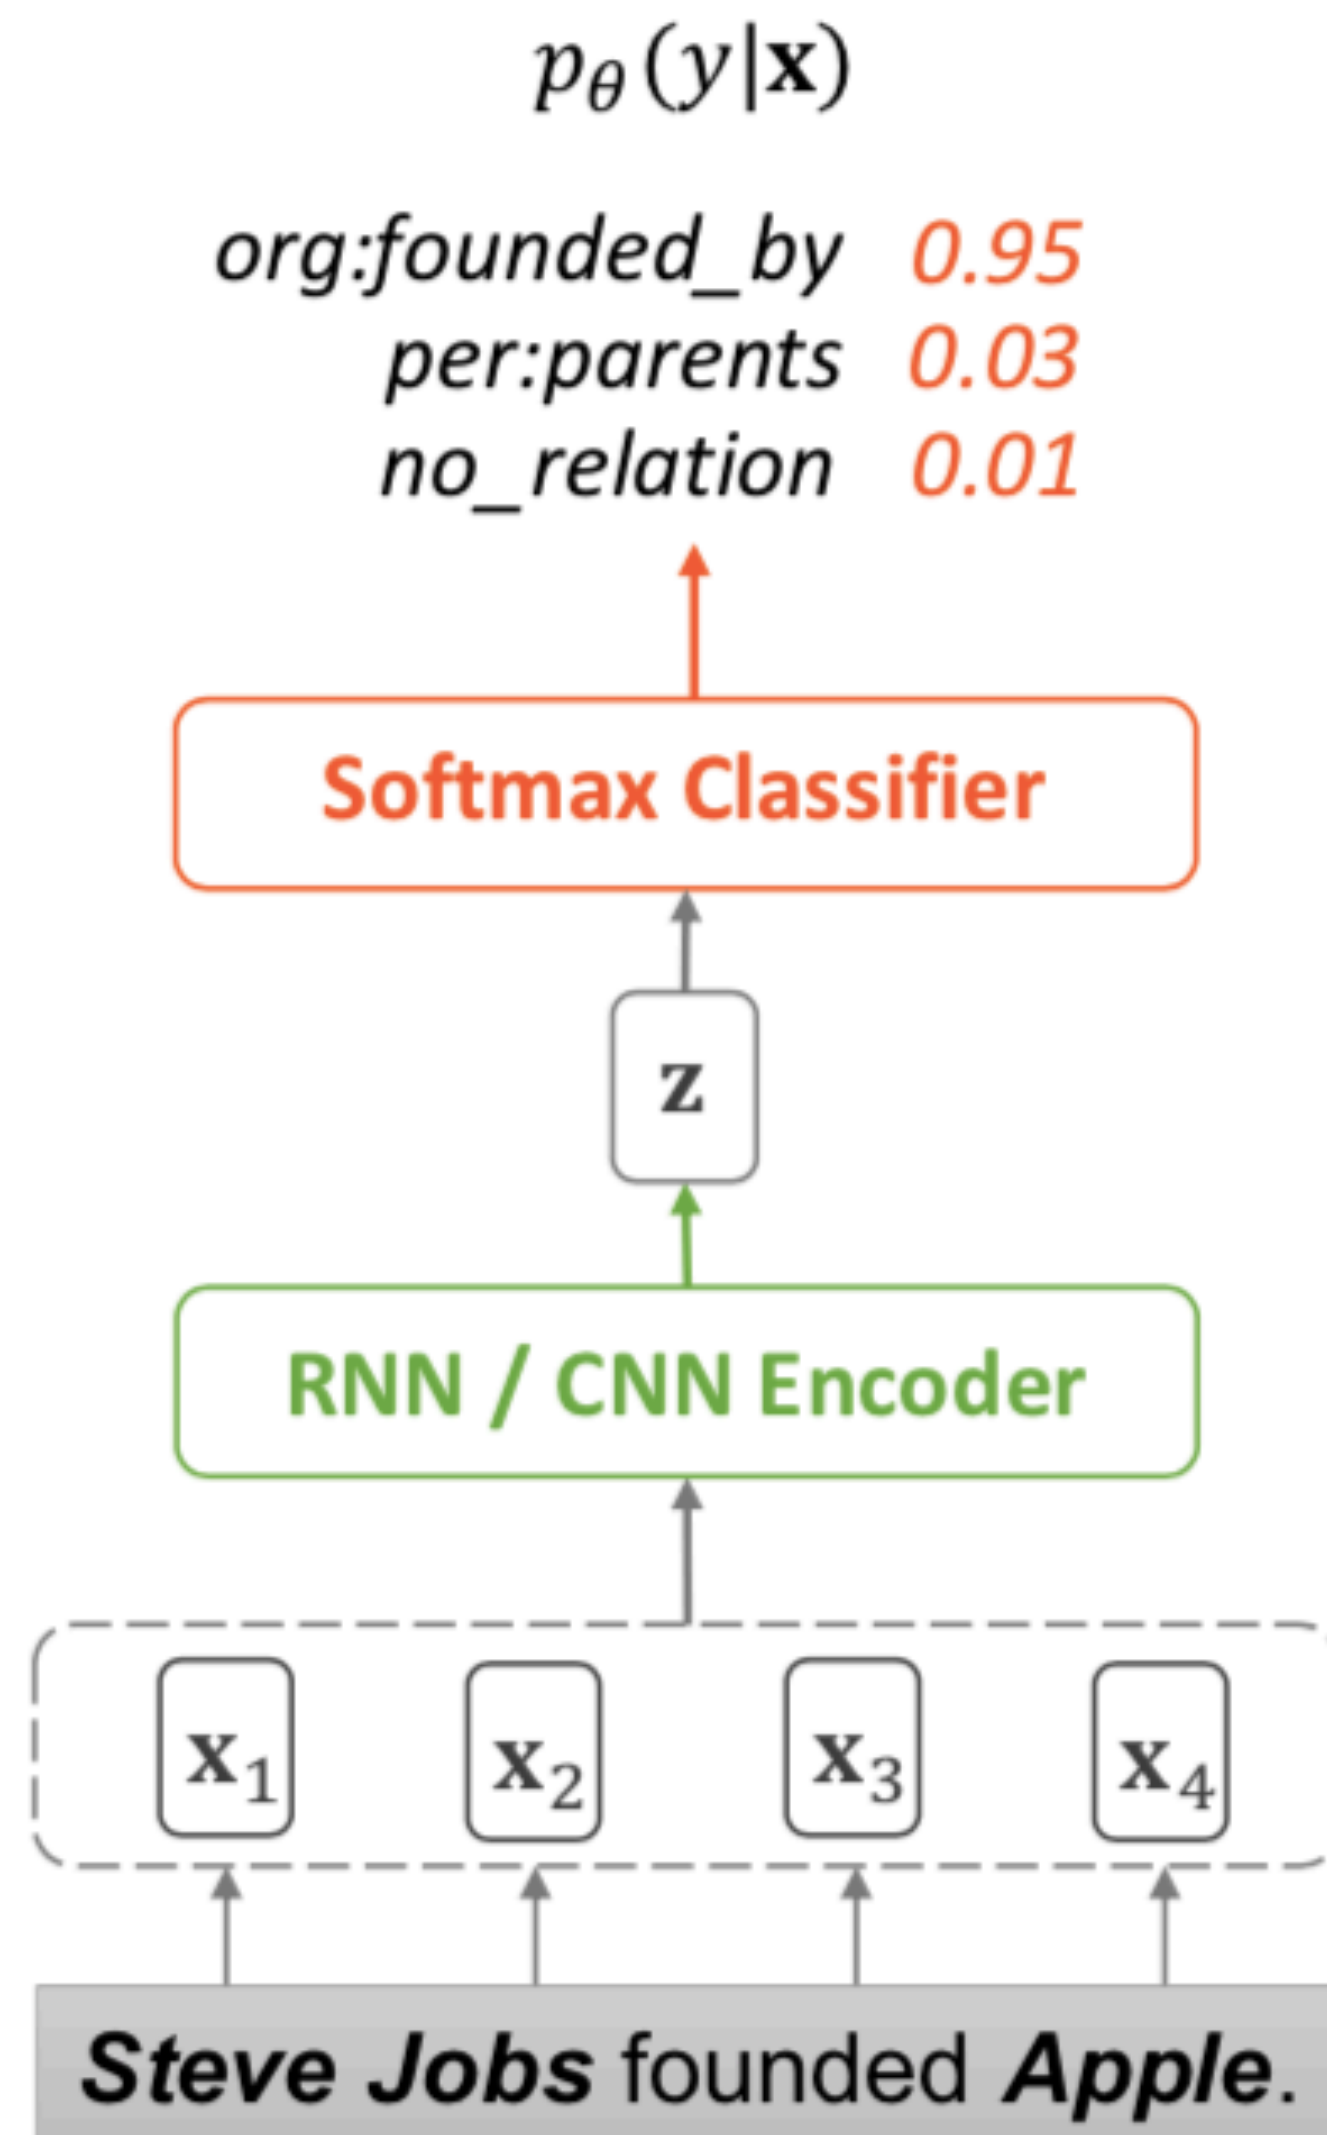 p_θ(y|x)
org:founded_by 0.95
per:parents 0.03
no_relation 0.01
Softmax Classifier
z
RNN / CNN Encoder
x₁ x₂ x₃ x₄
Steve Jobs founded Apple.